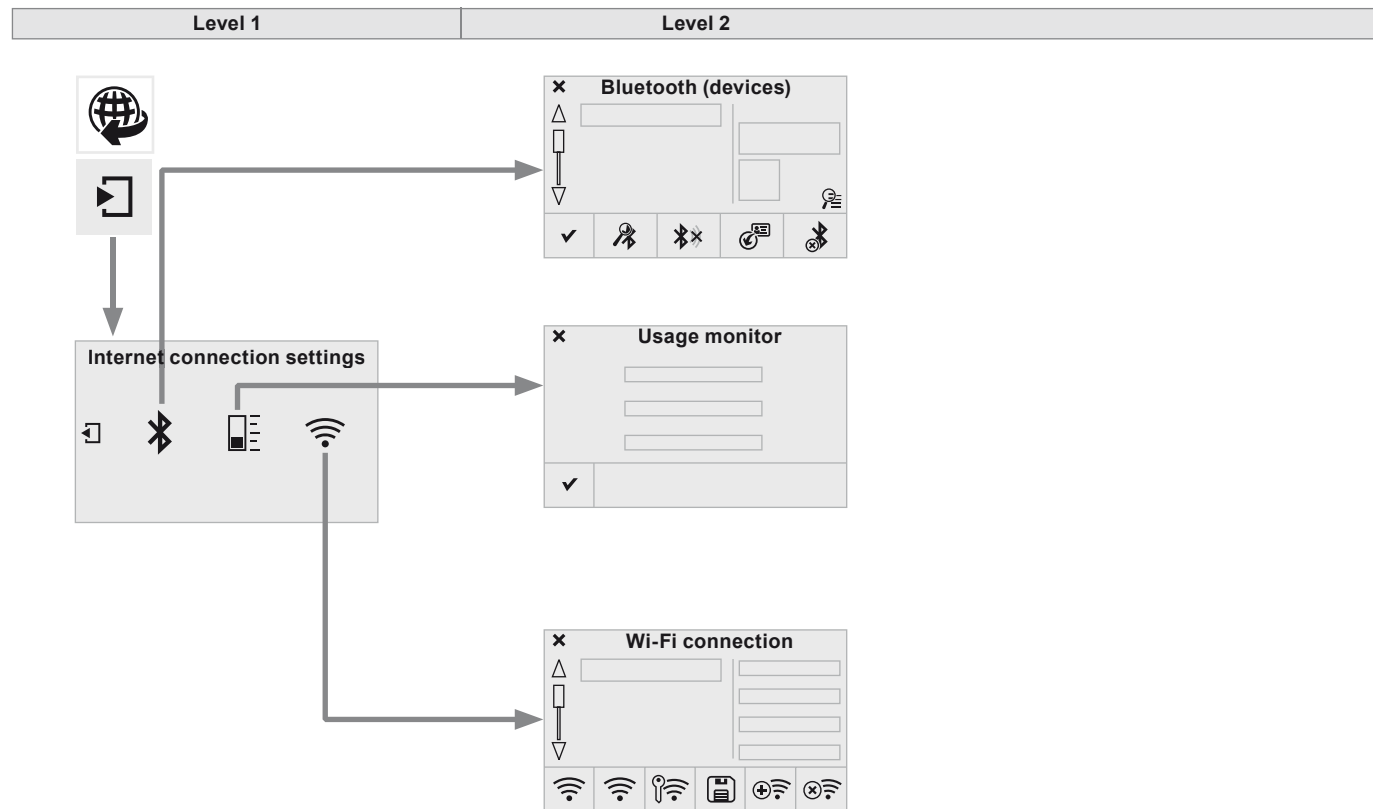 Level 1
Level 2
Bluetooth (devices)
Internet connection settings
Usage monitor
Wi-Fi connection